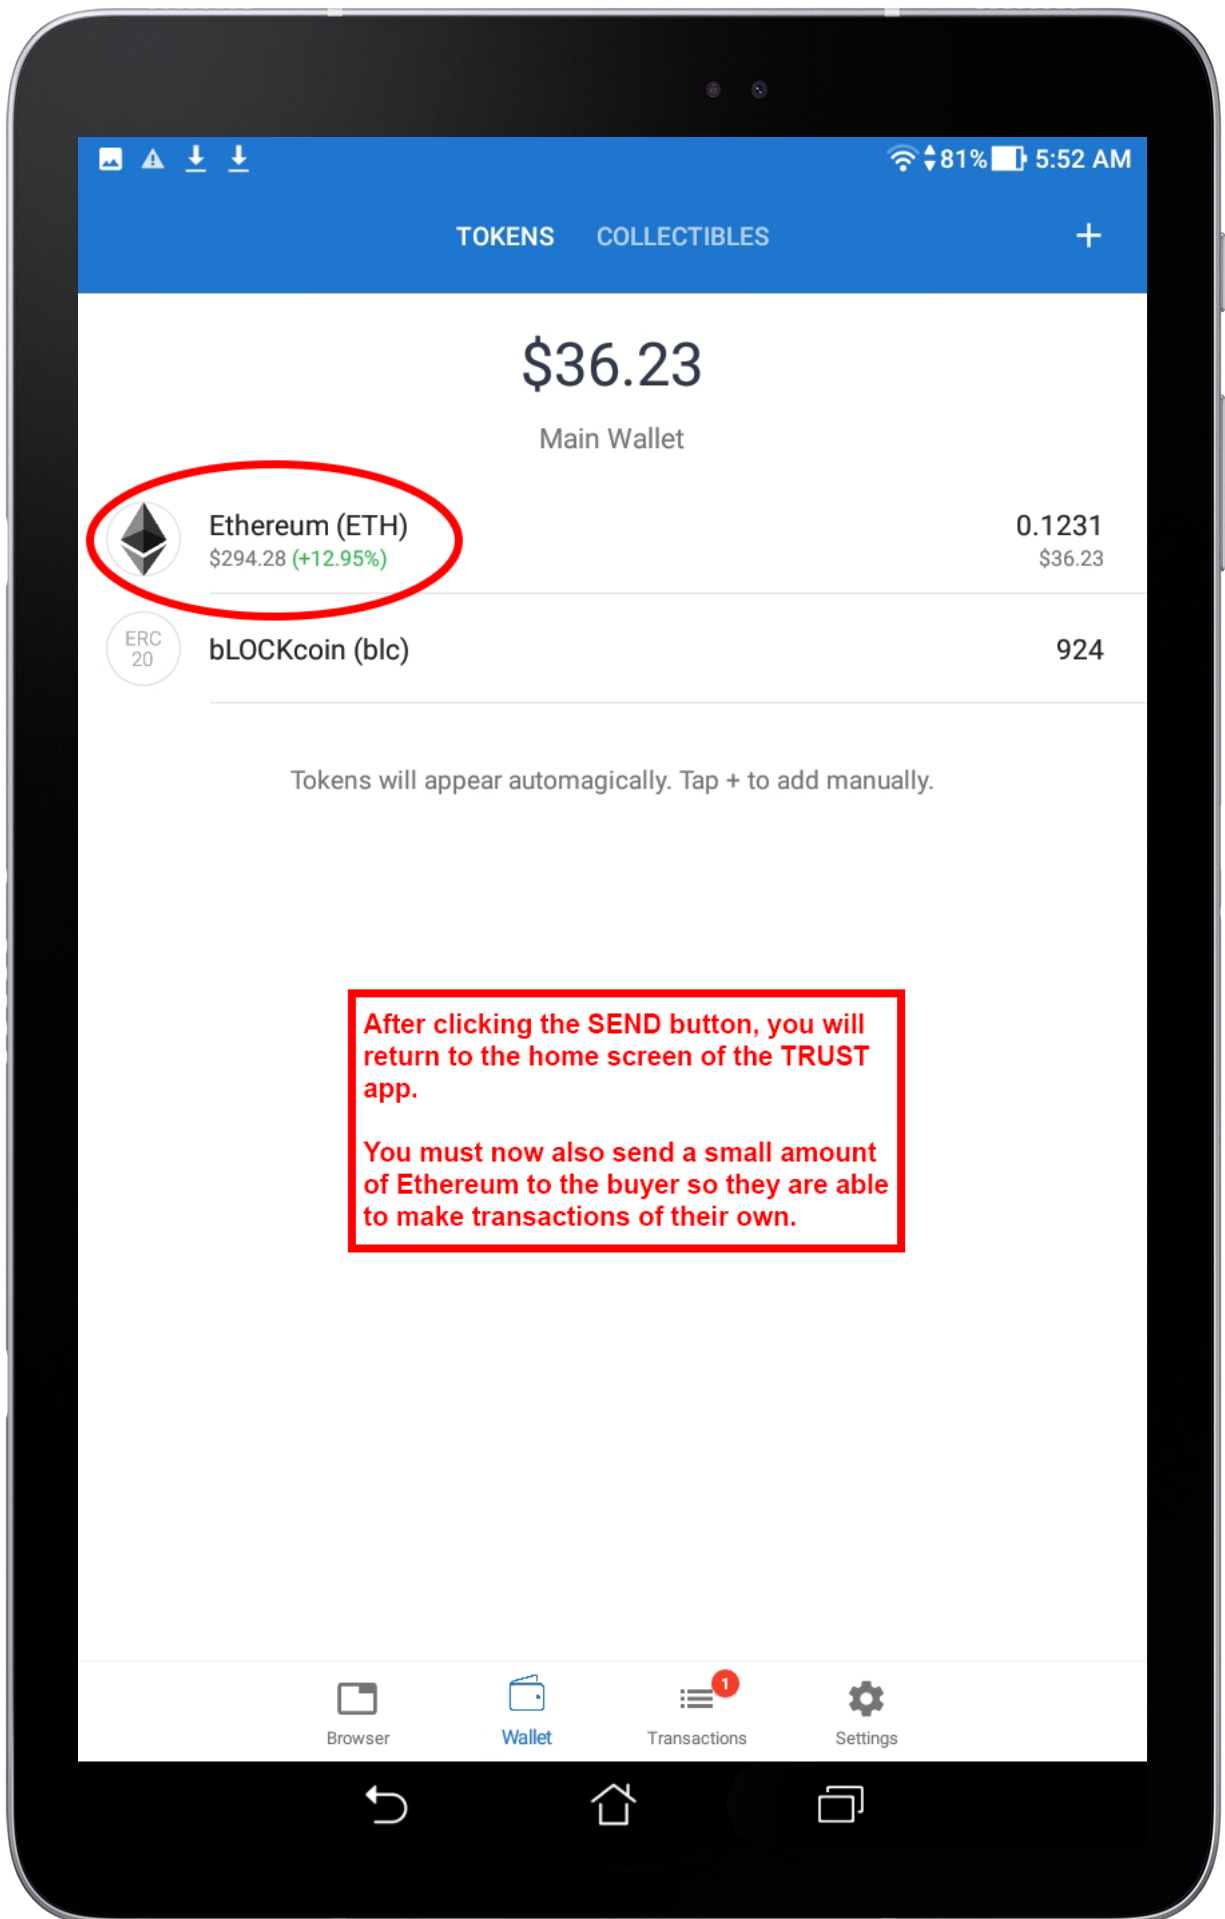 81% 5:52 AM
TOKENS COLLECTIBLES +
$36.23
Main Wallet
Ethereum (ETH) 0.1231
$294.28 (+12.95%) $36.23
ERC
20
bLOCKcoin (blc) 924
Tokens will appear automagically. Tap + to add manually.
After clicking the SEND button, you will
return to the home screen of the TRUST
app.
You must now also send a small amount
of Ethereum to the buyer so they are able
to make transactions of their own.
1
Browser Wallet Transactions Settings